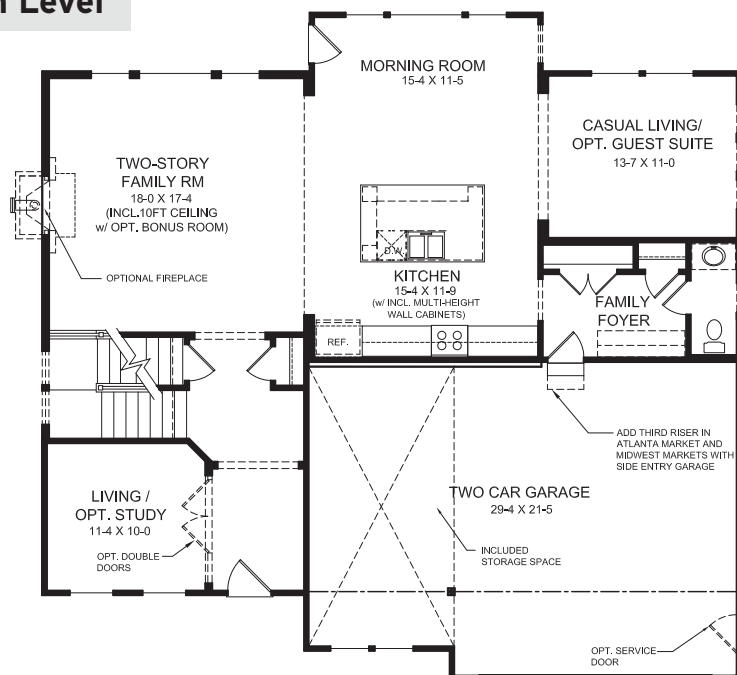 Level
MORNING ROOM
15-4 X 11-5
CASUAL LIVING/
OPT. GUEST SUITE
13-7 X 11-0
TWO-STORY
FAMILY RM
18-0 X 17-4
(INCL.10FT CEILING
w/ OPT. BONUS ROOM)
OPTIONAL FIREPLACE
D.W.
KITCHEN
15-4 X 11-9
(w/ INCL. MULTI-HEIGHT
WALL CABINETS)
REF.
FAMILY
FOYER
ADD THIRD RISER IN
ATLANTA MARKET AND
MIDWEST MARKETS WITH
SIDE ENTRY GARAGE
LIVING /
OPT. STUDY
11-4 X 10-0
OPT. DOUBLE
DOORS
TWO CAR GARAGE
29-4 X 21-5
INCLUDED
STORAGE SPACE
OPT. SERVICE
DOOR